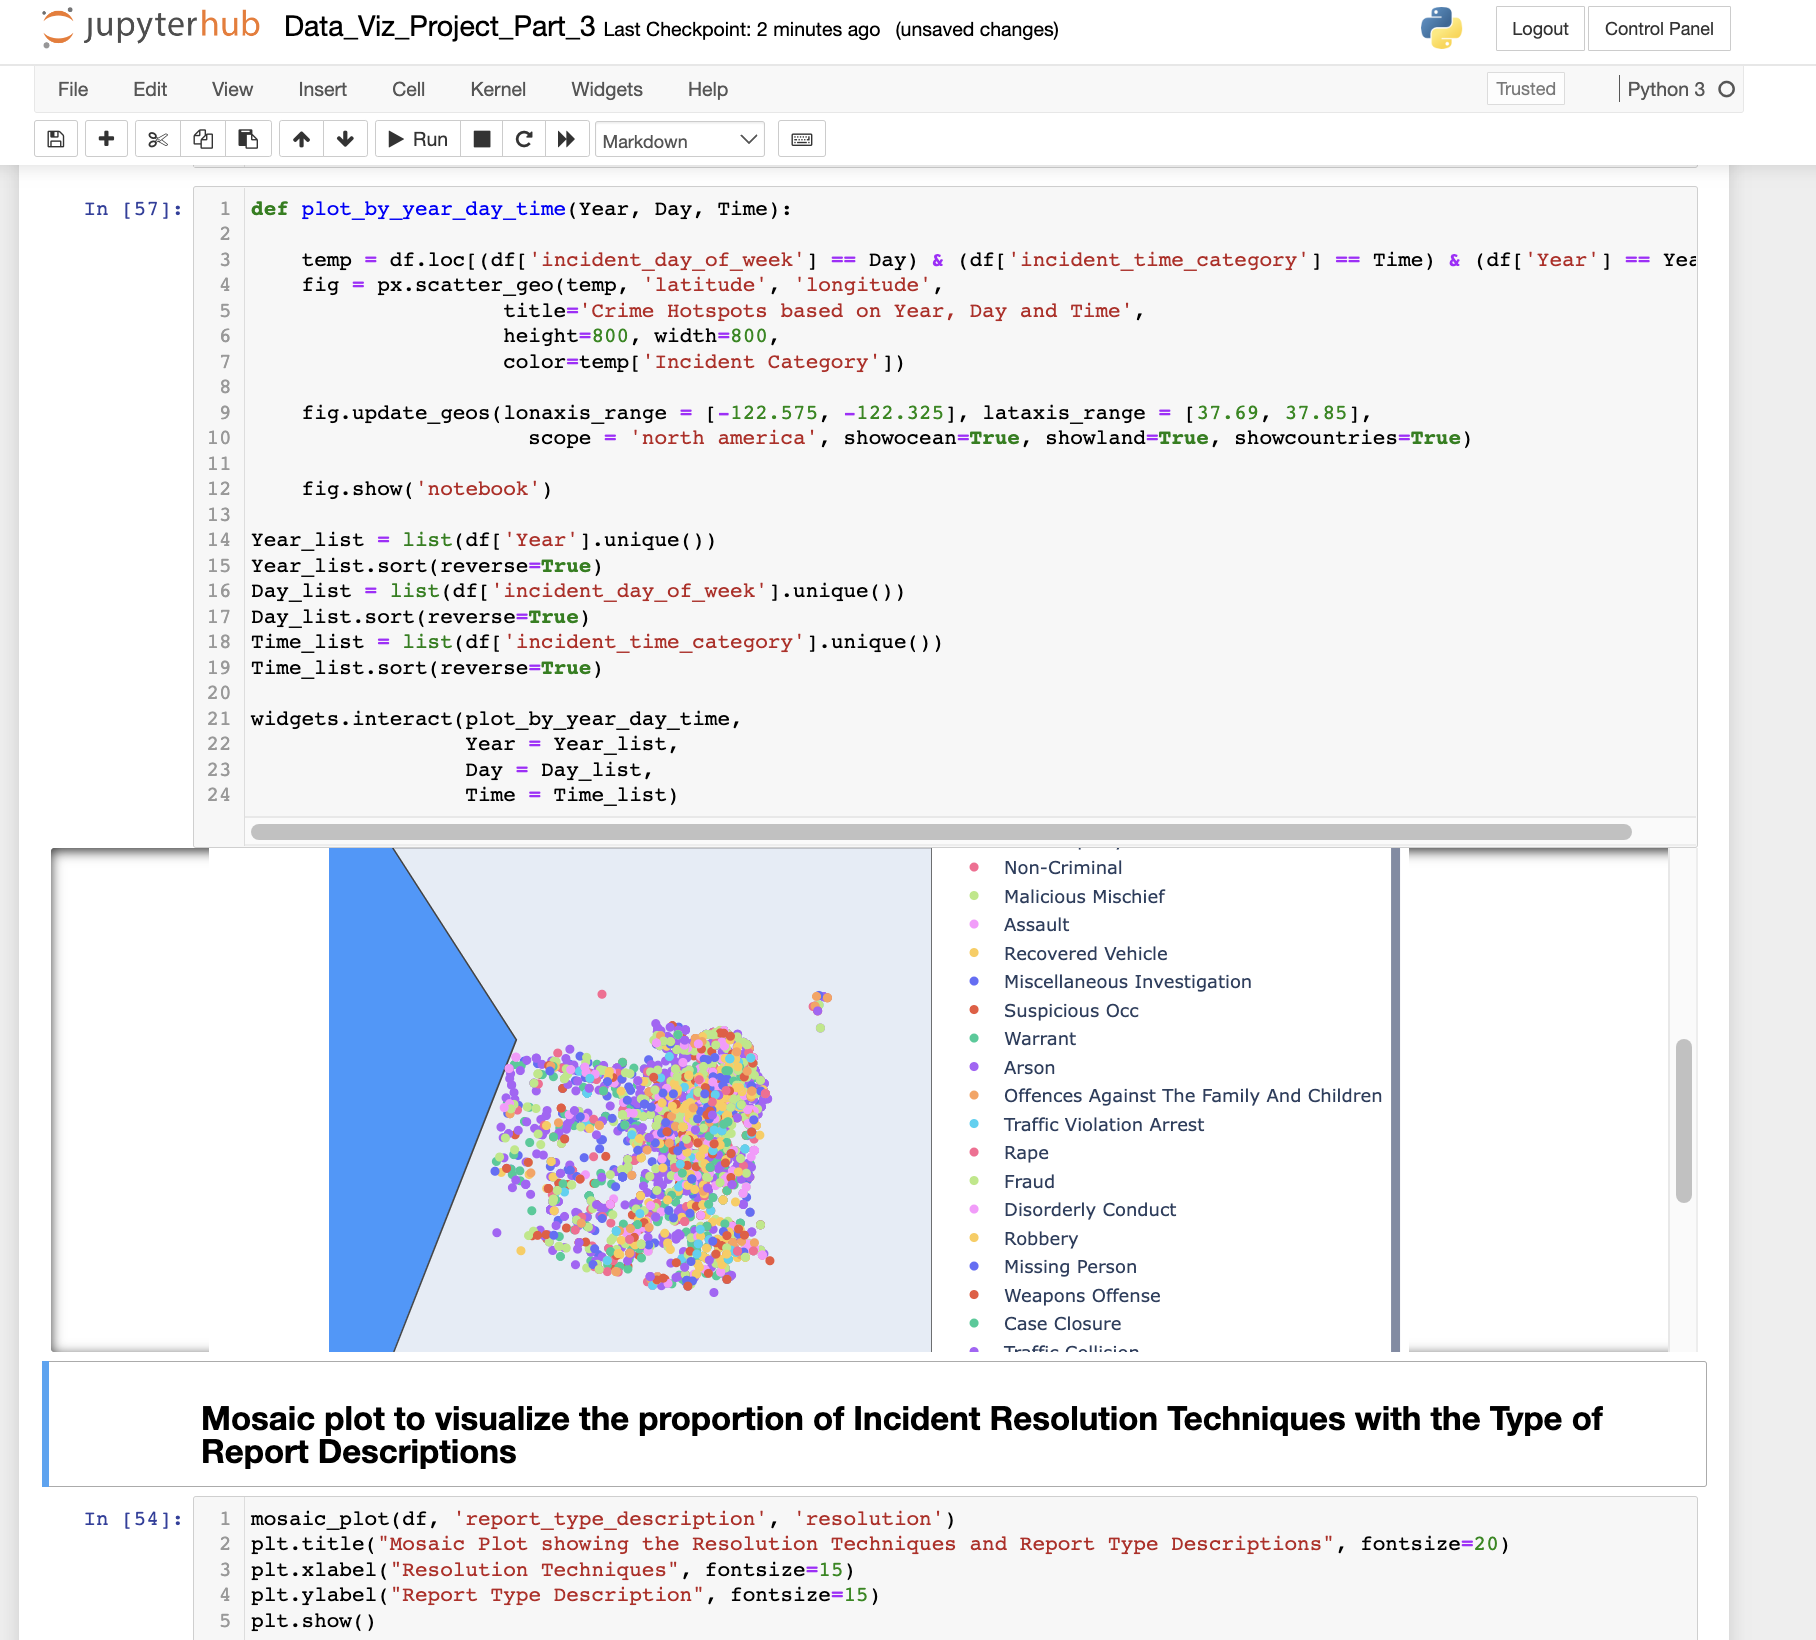 jupyterhub Data_Viz_Project_Part_3 Last Checkpoint: 2 minutes ago (unsaved changes) Logout Control Panel
File Edit View Insert Cell Kernel Widgets Help Trusted Python 3
Run Markdown
In [57]:
1 def plot_by_year_day_time(Year, Day, Time):
2
3 temp = df.loc[(df['incident_day_of_week'] == Day) & (df['incident_time_category'] == Time) & (df['Year'] == Yea
4 fig = px.scatter_geo(temp, 'latitude', 'longitude',
5 title='Crime Hotspots based on Year, Day and Time',
6 height=800, width=800,
7 color=temp['Incident Category'])
8
9 fig.update_geos(lonaxis_range = [-122.575, -122.325], lataxis_range = [37.69, 37.85],
10 scope = 'north america', showocean=True, showland=True, showcountries=True)
11
12 fig.show('notebook')
13
14 Year_list = list(df['Year'].unique())
15 Year_list.sort(reverse=True)
16 Day_list = list(df['incident_day_of_week'].unique())
17 Day_list.sort(reverse=True)
18 Time_list = list(df['incident_time_category'].unique())
19 Time_list.sort(reverse=True)
20
21 widgets.interact(plot_by_year_day_time,
22 Year = Year_list,
23 Day = Day_list,
24 Time = Time_list)
Non-Criminal
Malicious Mischief
Assault
Recovered Vehicle
Miscellaneous Investigation
Suspicious Occ
Warrant
Arson
Offences Against The Family And Children
Traffic Violation Arrest
Rape
Fraud
Disorderly Conduct
Robbery
Missing Person
Weapons Offense
Case Closure
Traffic Collision
Mosaic plot to visualize the proportion of Incident Resolution Techniques with the Type of
Report Descriptions
In [54]:
1 mosaic_plot(df, 'report_type_description', 'resolution')
2 plt.title("Mosaic Plot showing the Resolution Techniques and Report Type Descriptions", fontsize=20)
3 plt.xlabel("Resolution Techniques", fontsize=15)
4 plt.ylabel("Report Type Description", fontsize=15)
5 plt.show()